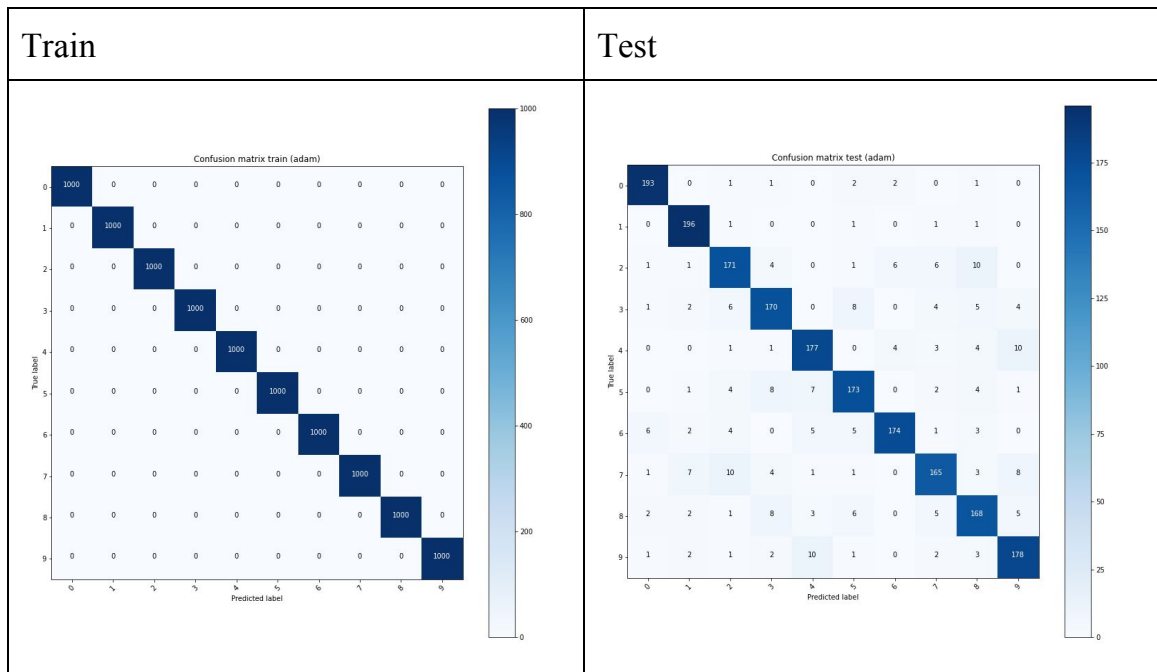 Train
Test
Confusion matrix train (adam)
0 1000 0 0 0 0 0 0 0 0 0
1 0 1000 0 0 0 0 0 0 0 0
2 0 0 1000 0 0 0 0 0 0 0
3 0 0 0 1000 0 0 0 0 0 0
4 0 0 0 0 1000 0 0 0 0 0
5 0 0 0 0 0 1000 0 0 0 0
6 0 0 0 0 0 0 1000 0 0 0
7 0 0 0 0 0 0 0 1000 0 0
8 0 0 0 0 0 0 0 0 1000 0
9 0 0 0 0 0 0 0 0 0 1000
True label
0 1 2 3 4 5 6 7 8 9
Predicted label
1000
800
600
400
200
0
Confusion matrix test (adam)
0 193 0 1 1 0 2 2 0 1 0
1 0 196 1 0 0 1 0 1 1 0
2 1 1 171 4 0 1 6 6 10 0
3 1 2 6 170 0 8 0 4 5 4
4 0 0 1 1 177 0 4 3 4 10
5 0 1 4 8 7 173 0 2 4 1
6 6 2 4 0 5 5 174 1 3 0
7 1 7 10 4 1 1 0 165 3 8
8 2 2 1 8 3 6 0 5 168 5
9 1 2 1 2 10 1 0 2 3 178
True label
0 1 2 3 4 5 6 7 8 9
Predicted label
175
150
125
100
75
50
25
0